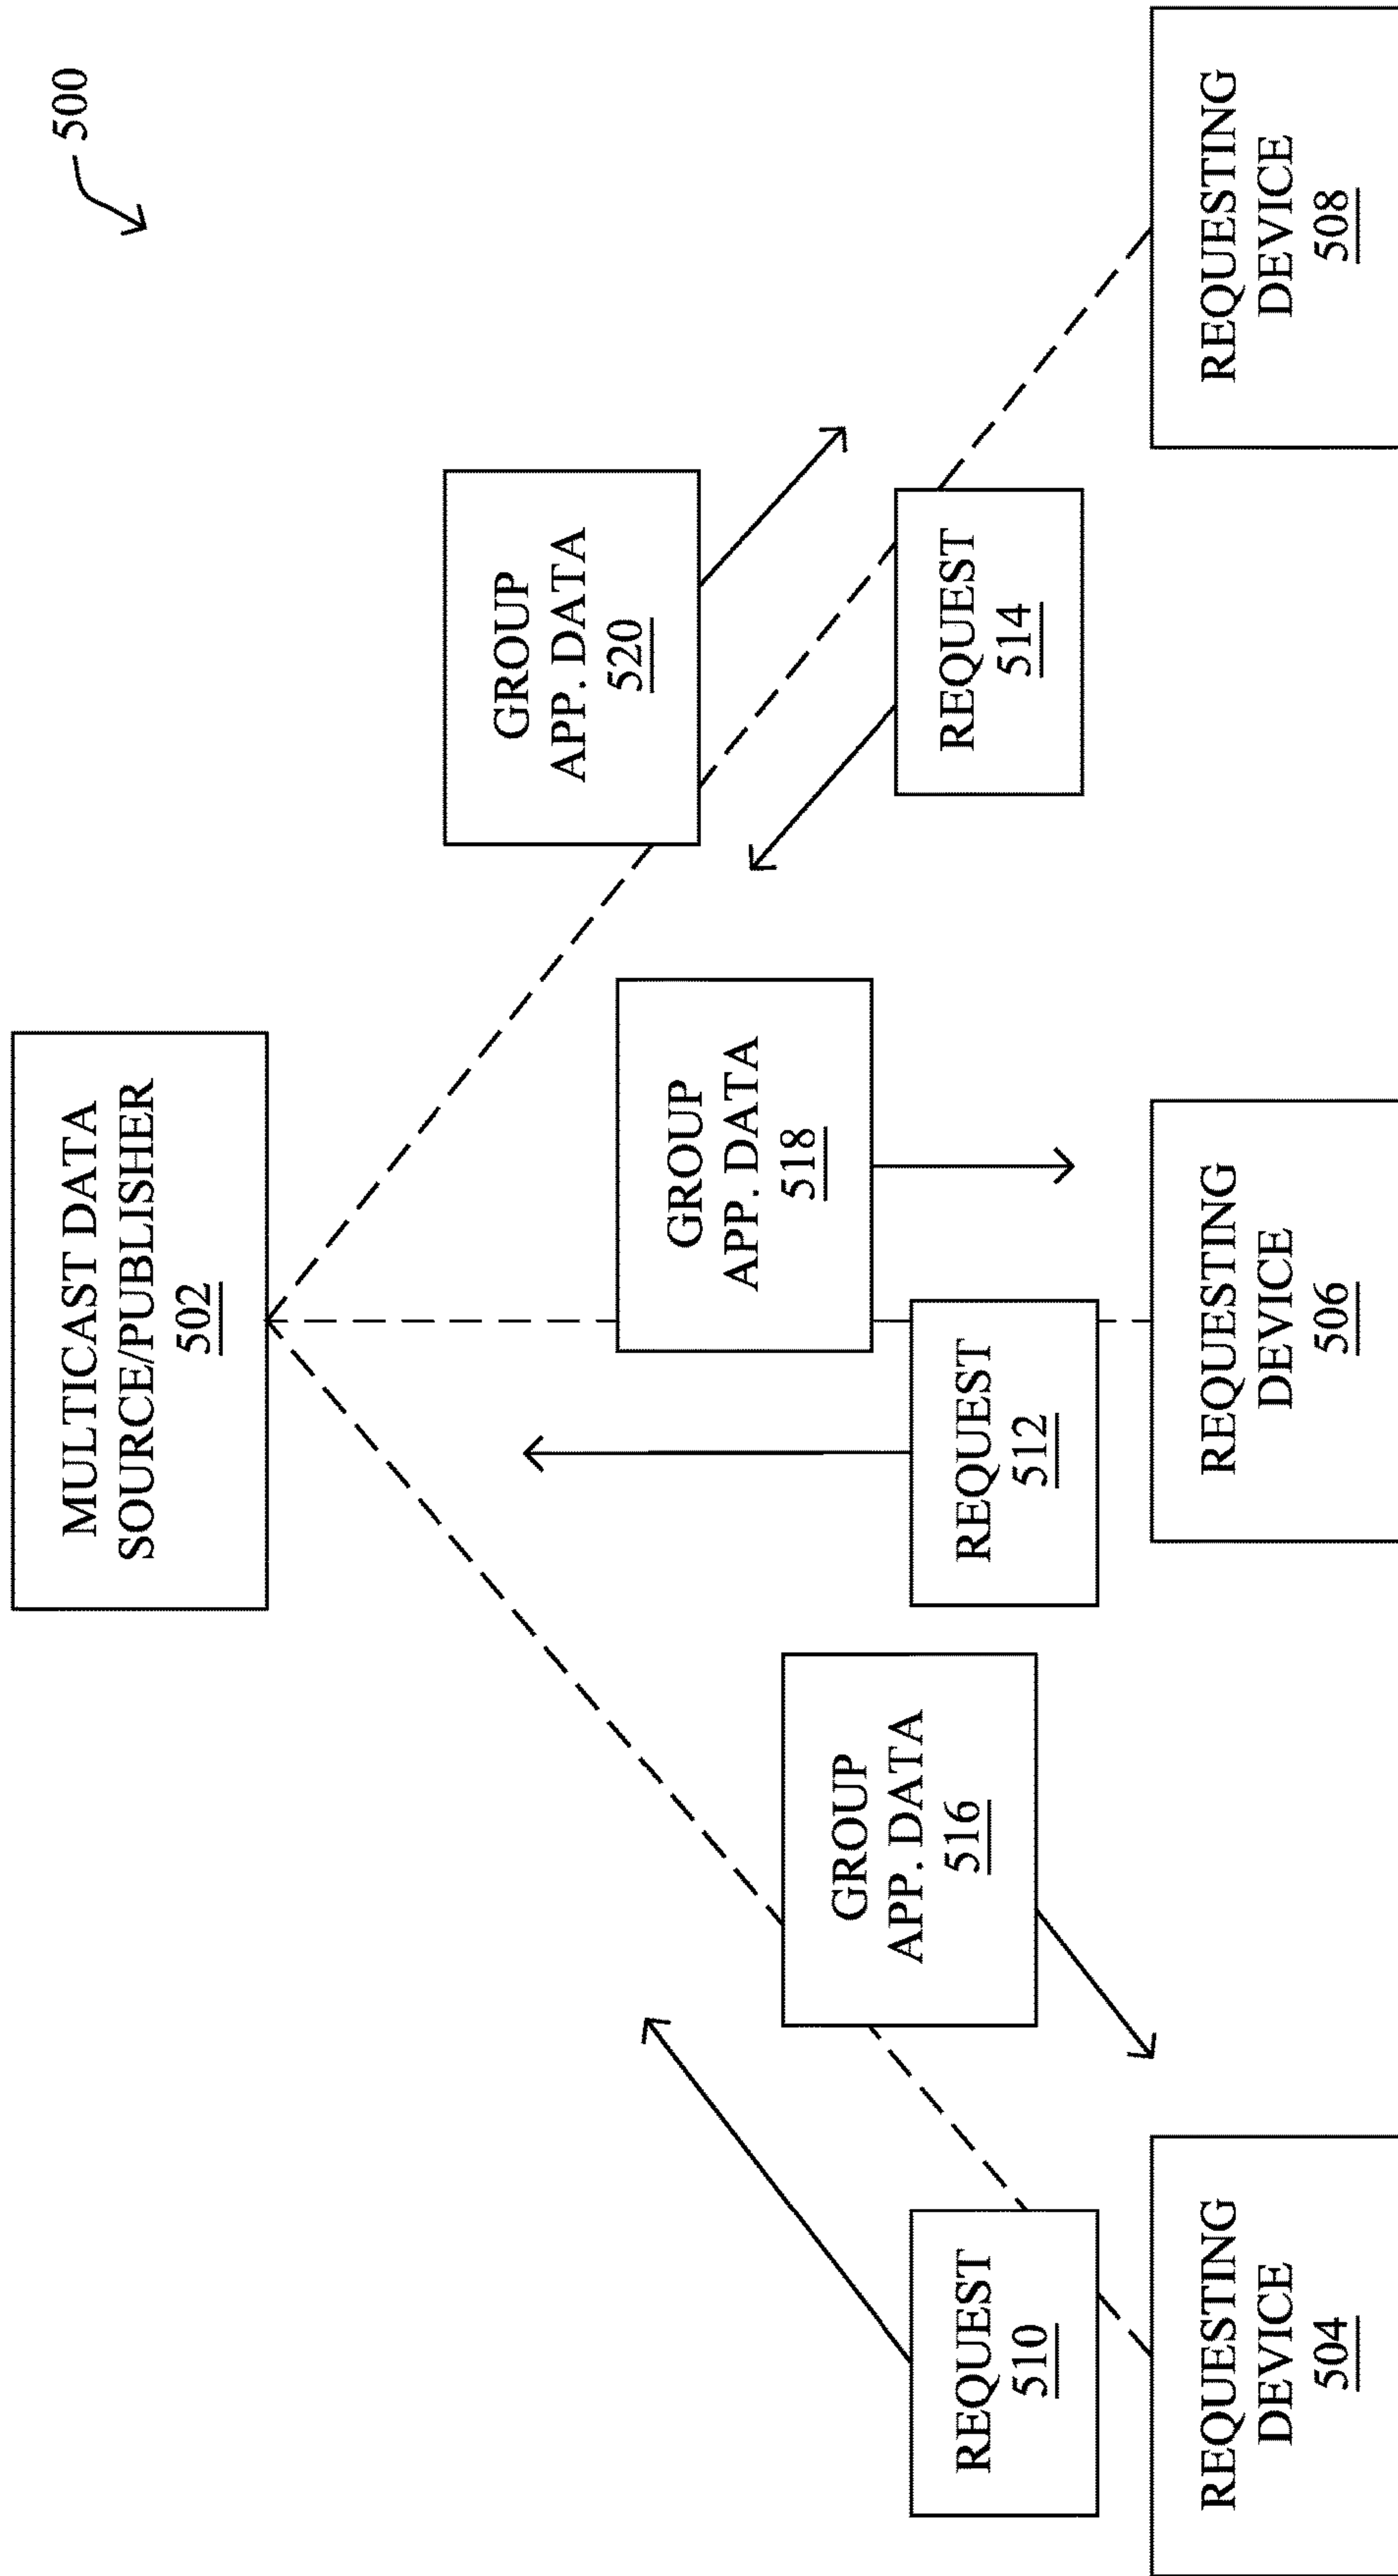 500
MULTICAST DATA
SOURCE/PUBLISHER
502
GROUP
APP. DATA
520
GROUP
APP. DATA
518
GROUP
APP. DATA
516
REQUEST
510
REQUEST
512
REQUEST
514
REQUESTING
DEVICE
504
REQUESTING
DEVICE
506
REQUESTING
DEVICE
508